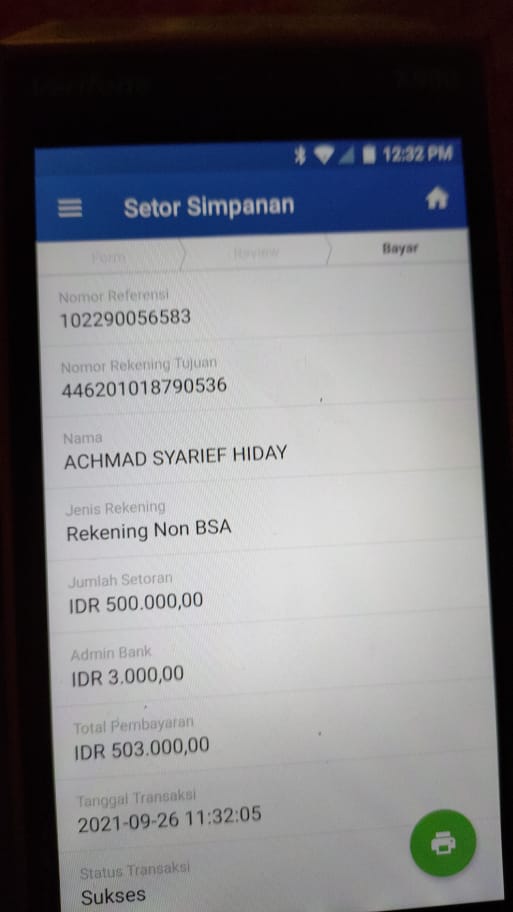 12:32 PM
Setor Simpanan
Form
Review
Bayar
Nomor Referensi
102290056583
Nomor Rekening Tujuan
446201018790536
Nama
ACHMAD SYARIEF HIDAY
Jenis Rekening
Rekening Non BSA
Jumlah Setoran
IDR 500.000,00
Admin Bank
IDR 3.000,00
Total Pembayaran
IDR 503.000,00
Tanggal Transaksi
2021-09-26 11:32:05
Status Transaksi
Sukses